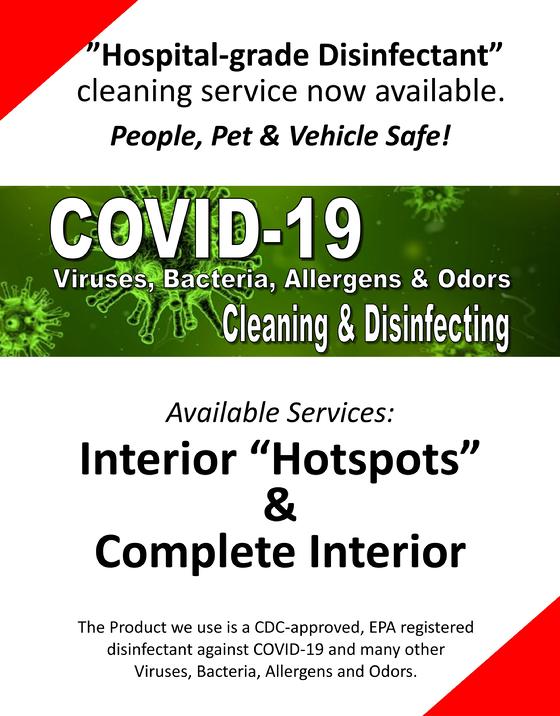 ”Hospital-grade Disinfectant”
cleaning service now available.
People, Pet & Vehicle Safe!
COVID-19
Viruses, Bacteria, Allergens & Odors
Cleaning & Disinfecting
Available Services:
Interior “Hotspots”
&
Complete Interior
The Product we use is a CDC-approved, EPA registered
disinfectant against COVID-19 and many other
Viruses, Bacteria, Allergens and Odors.